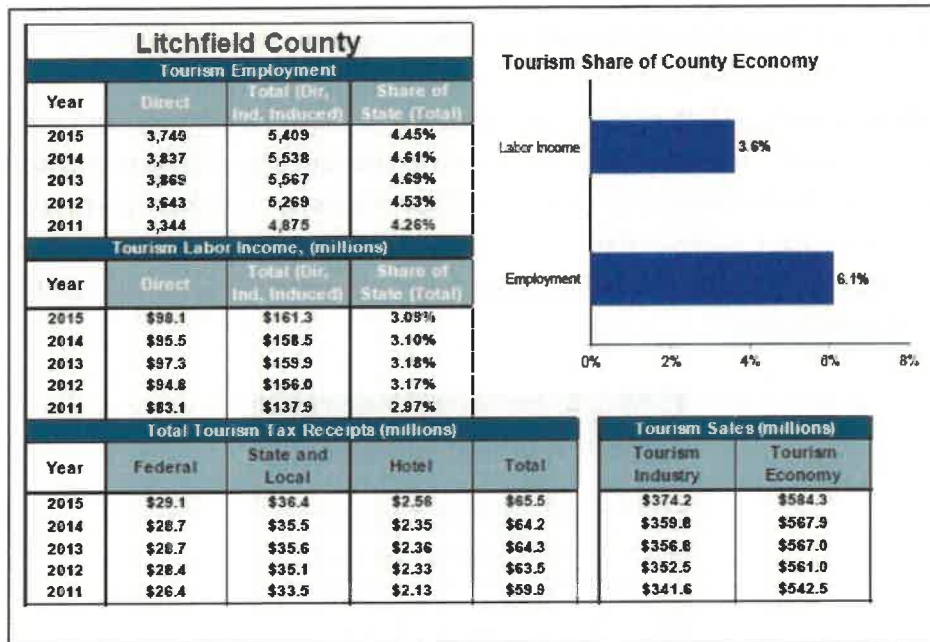 Litchfield County
Tourism Employment
Year Direct Total (Dir, Ind, Induced) Share of State (Total)
2015 3,749 5,409 4.45%
2014 3,837 5,538 4.61%
2013 3,869 5,567 4.69%
2012 3,643 5,269 4.53%
2011 3,344 4,875 4.26%
Tourism Labor Income, (millions)
Year Direct Total (Dir, Ind, Induced) Share of State (Total)
2015 $98.1 $161.3 3.09%
2014 $95.5 $158.5 3.10%
2013 $97.3 $159.9 3.18%
2012 $94.8 $156.0 3.17%
2011 $83.1 $137.9 2.97%
Tourism Share of County Economy
Labor Income 3.6%
Employment 6.1%
0% 2% 4% 6% 8%
Total Tourism Tax Receipts (millions)
Year Federal State and Local Hotel Total
2015 $29.1 $36.4 $2.56 $65.5
2014 $28.7 $35.5 $2.35 $64.2
2013 $28.7 $35.6 $2.36 $64.3
2012 $28.4 $35.1 $2.33 $63.5
2011 $26.4 $33.5 $2.13 $59.9
Tourism Sales (millions)
Tourism Industry Tourism Economy
$374.2 $584.3
$359.8 $567.9
$356.8 $567.0
$352.5 $561.0
$341.6 $542.5